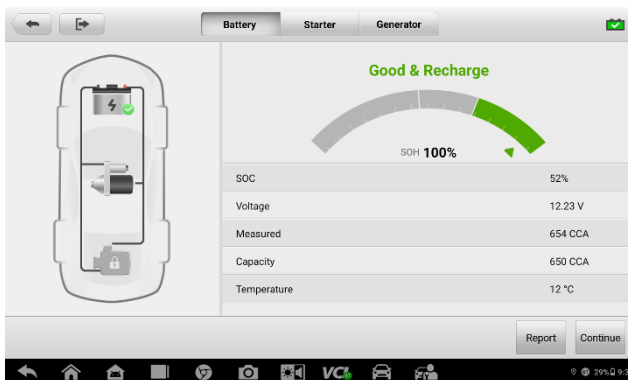 Battery Starter Generator
Good & Recharge
SOH 100%
SOC 52%
Voltage 12.23 V
Measured 654 CCA
Capacity 650 CCA
Temperature 12 °C
Report Continue
VCI 29%